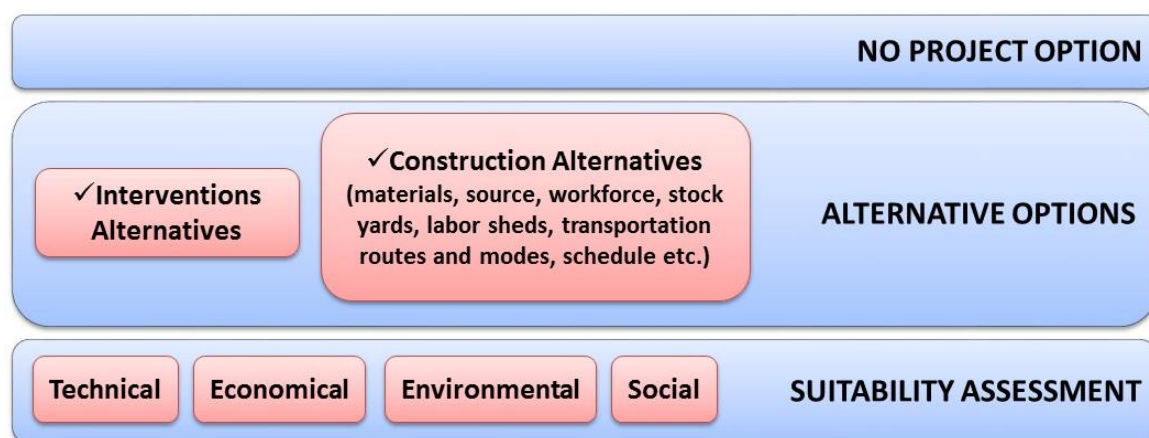 NO PROJECT OPTION
✓Interventions
Alternatives
✓Construction Alternatives
(materials, source, workforce, stock
yards, labor sheds, transportation
routes and modes, schedule etc.)
ALTERNATIVE OPTIONS
Technical
Economical
Environmental
Social
SUITABILITY ASSESSMENT